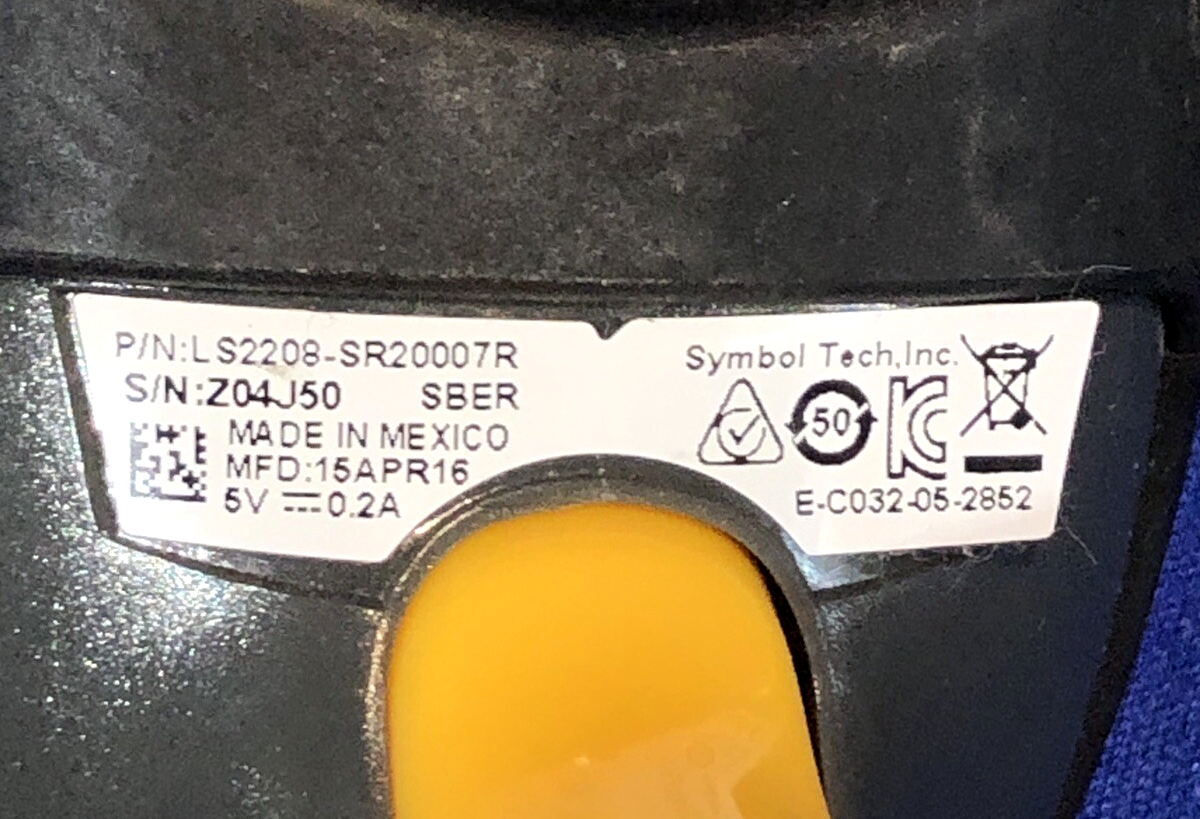 P/N:LS2208-SR20007R
S/N:Z04J50 SBER
MADE IN MEXICO
MFD:15APR16
5V ⎓ 0.2A
Symbol Tech,Inc.
50
E-C032-05-2852